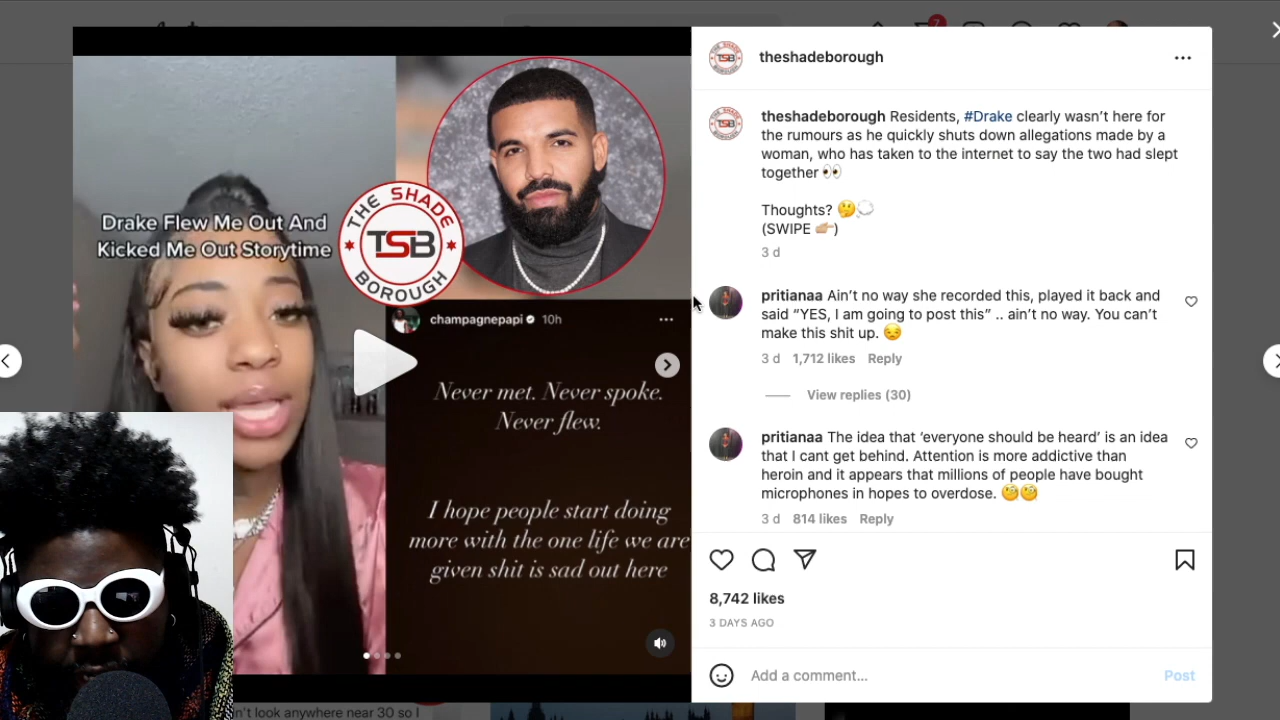 7
theshadeborough
theshadeborough Residents, #Drake clearly wasn't here for
the rumours as he quickly shuts down allegations made by a
woman, who has taken to the internet to say the two had slept
together 👀
Thoughts? 🤔💭
(SWIPE 👉🏼)
3 d
pritianaa Ain't no way she recorded this, played it back and
said “YES, I am going to post this” .. ain't no way. You can't
make this shit up. 😒
3 d 1,712 likes Reply
View replies (30)
pritianaa The idea that ‘everyone should be heard’ is an idea
that I cant get behind. Attention is more addictive than
heroin and it appears that millions of people have bought
microphones in hopes to overdose. 🧐🧐
3 d 814 likes Reply
8,742 likes
3 DAYS AGO
Add a comment...
Post
Drake Flew Me Out And
Kicked Me Out Storytime
THE SHADE
TSB
BOROUGH
champagnepapi 10h
Never met. Never spoke.
Never flew.
I hope people start doing
more with the one life we are
given shit is sad out here
n't look anywhere near 30 so I